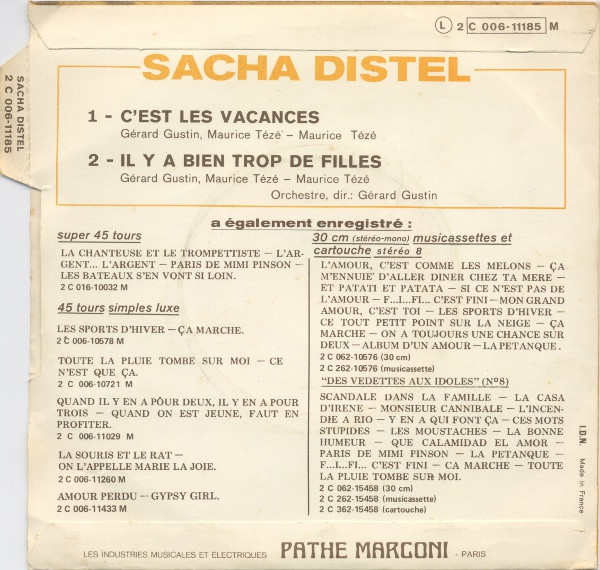 Ⓛ 2 C 006-11185 M
SACHA DISTEL
2 C 006-11185
SACHA DISTEL
1 - C'EST LES VACANCES
Gérard Gustin, Maurice Tézé - Maurice Tézé
2 - IL Y A BIEN TROP DE FILLES
Gérard Gustin, Maurice Tézé - Maurice Tézé
Orchestre, dir.: Gérard Gustin
a également enregistré :
super 45 tours
LA CHANTEUSE ET LE TROMPETTISTE - L'AR-
GENT... L'ARGENT - PARIS DE MIMI PINSON -
LES BATEAUX S'EN VONT SI LOIN.
2 C 016-10032 M
45 tours simples luxe
LES SPORTS D'HIVER - ÇA MARCHE.
2 C 006-10578 M
TOUTE LA PLUIE TOMBE SUR MOI - CE
N'EST QUE ÇA.
2 C 006-10721 M
QUAND IL Y EN A POUR DEUX, IL Y EN A POUR
TROIS - QUAND ON EST JEUNE, FAUT EN
PROFITER.
2 C 006-11029 M
LA SOURIS ET LE RAT -
ON L'APPELLE MARIE LA JOIE.
2 C 006-11260 M
AMOUR PERDU - GYPSY GIRL.
2 C 006-11433 M
30 cm (stéréo-mono) musicassettes et
cartouche stéréo 8
L'AMOUR, C'EST COMME LES MELONS - ÇA
M'ENNUIE D'ALLER DINER CHEZ TA MERE -
ET PATATI ET PATATA - SI CE N'EST PAS DE
L'AMOUR - F...I...FI... C'EST FINI - MON GRAND
AMOUR, C'EST TOI - LES SPORTS D'HIVER -
CE TOUT PETIT POINT SUR LA NEIGE - ÇA
MARCHE - ON A TOUJOURS UNE CHANCE SUR
DEUX - ALBUM D'UN AMOUR - LA PETANQUE.
2 C 062-10576 (30 cm)
2 C 262-10576 (musicassette)
"DES VEDETTES AUX IDOLES" (N°8)
SCANDALE DANS LA FAMILLE - LA CASA
D'IRENE - MONSIEUR CANNIBALE - L'INCEN-
DIE A RIO - Y EN A QUI FONT ÇA - CES MOTS
STUPIDES - LES MOUSTACHES - LA BONNE
HUMEUR - QUE CALAMIDAD EL AMOR -
PARIS DE MIMI PINSON - LA PETANQUE -
F...I...FI... C'EST FINI - CA MARCHE - TOUTE
LA PLUIE TOMBE SUR MOI.
2 C 062-15458 (30 cm)
2 C 262-15458 (musicassette)
2 C 362-15458 (cartouche)
I.D.N. Made in France
LES INDUSTRIES MUSICALES ET ÉLECTRIQUES PATHE MARCONI - PARIS